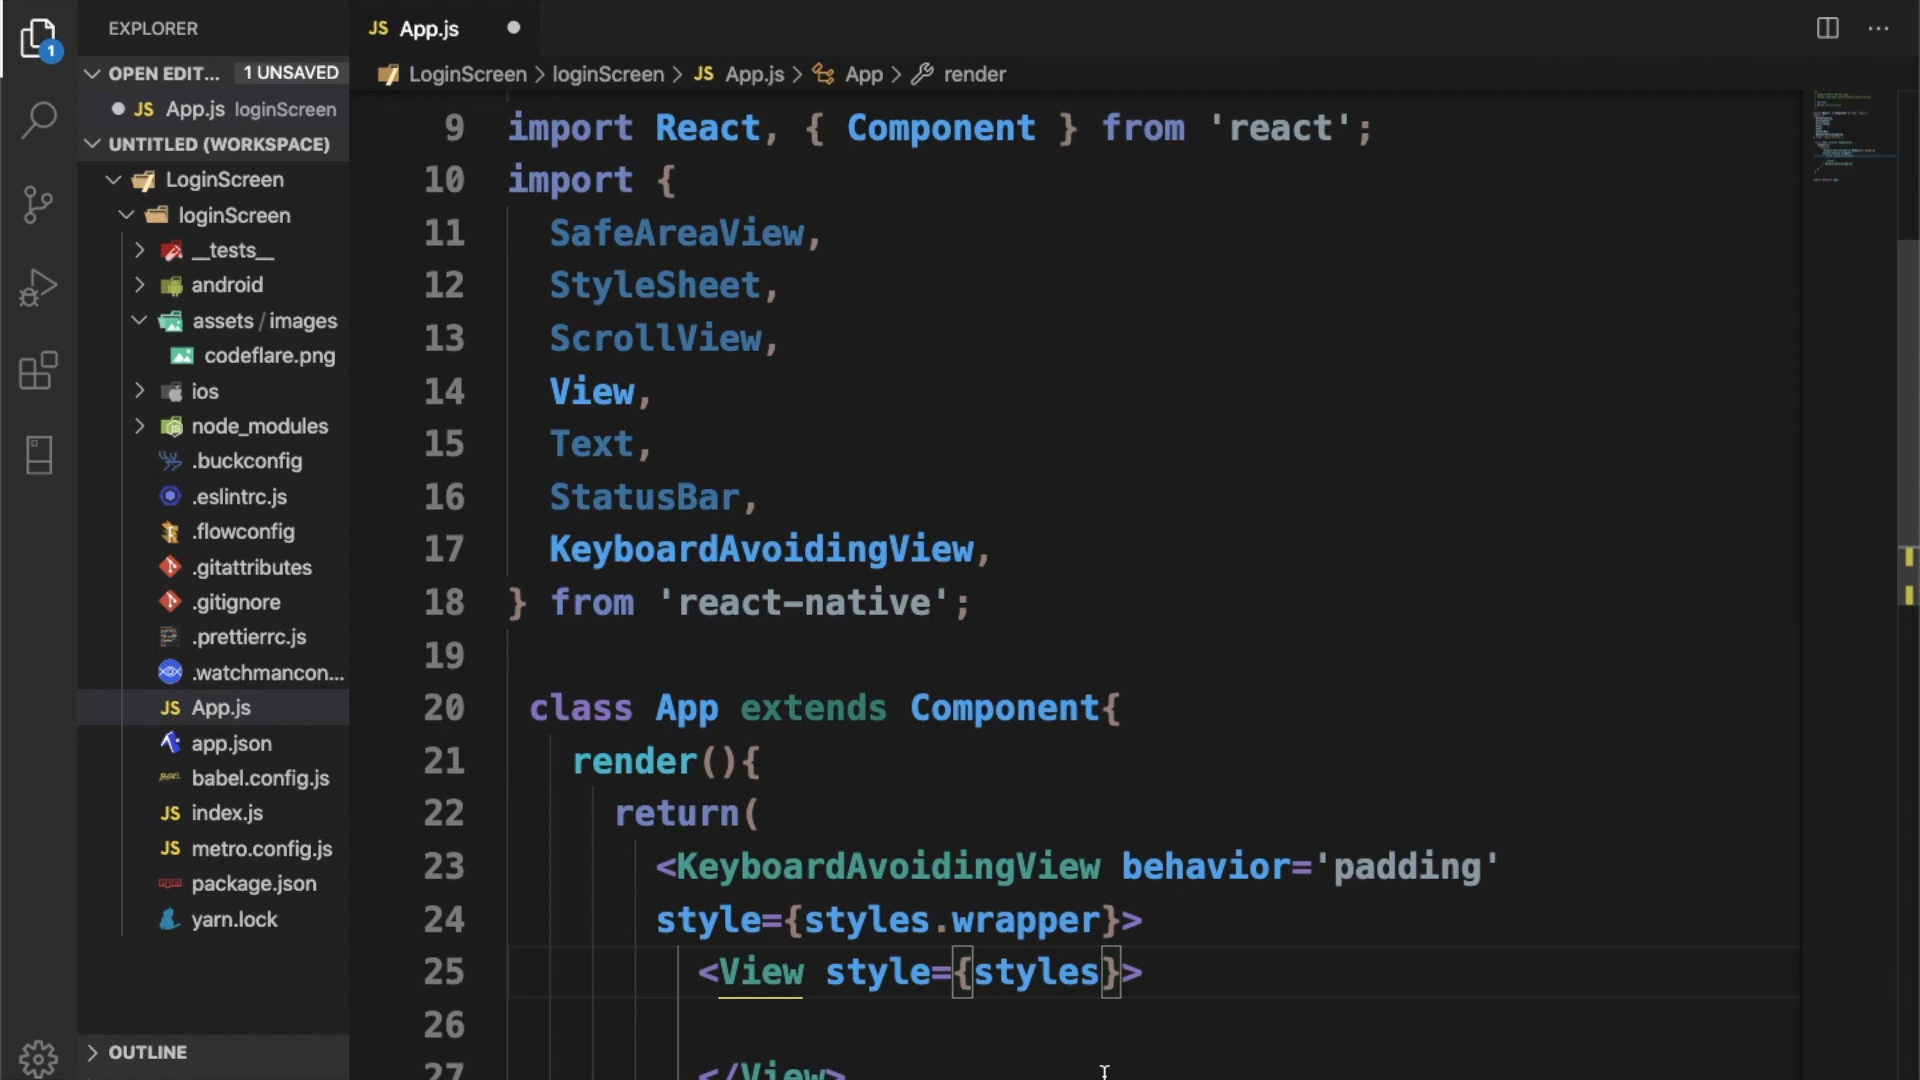 EXPLORER
OPEN EDIT... 1 UNSAVED
JS App.js loginScreen
UNTITLED (WORKSPACE)
LoginScreen
loginScreen
__tests__
android
assets / images
codeflare.png
ios
node_modules
.buckconfig
.eslintrc.js
.flowconfig
.gitattributes
.gitignore
.prettierrc.js
.watchmancon...
JS App.js
app.json
babel.config.js
JS index.js
JS metro.config.js
package.json
yarn.lock
OUTLINE
1
JS App.js
LoginScreen > loginScreen > JS App.js > App > render
9 import React, { Component } from 'react';
10 import {
11 SafeAreaView,
12 StyleSheet,
13 ScrollView,
14 View,
15 Text,
16 StatusBar,
17 KeyboardAvoidingView,
18 } from 'react-native';
19
20 class App extends Component{
21 render(){
22 return(
23 <KeyboardAvoidingView behavior='padding'
24 style={styles.wrapper}>
25 <View style={styles}>
26
27 </View>